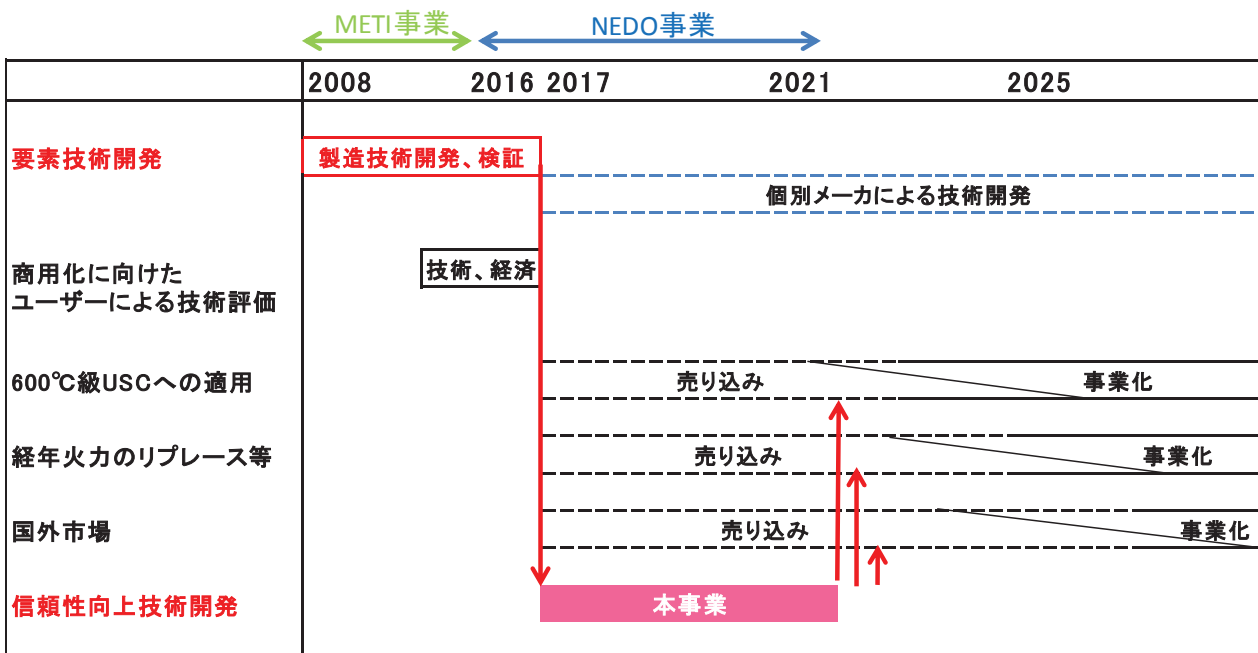 METI事業
NEDO事業
2008
2016 2017
2021
2025
要素技術開発
製造技術開発、検証
個別メーカによる技術開発
商用化に向けた
ユーザーによる技術評価
技術、経済
600℃級USCへの適用
売り込み
事業化
経年火力のリプレース等
売り込み
事業化
国外市場
売り込み
事業化
信頼性向上技術開発
本事業